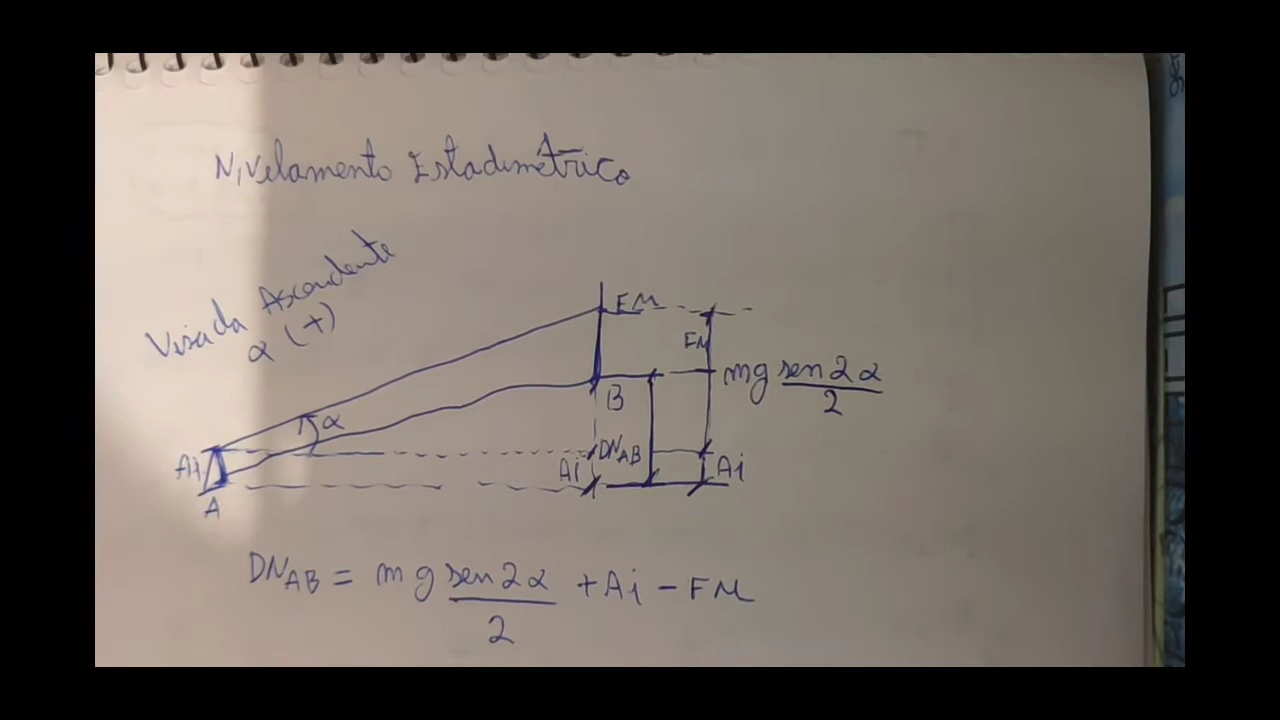 Nivelamento Estadimétrico
Visada Ascendente
α (+)
FM
FM
mg sen 2α
2
α
B
Ai
DNAB
Ai
Ai
A
DNAB = mg sen 2α + Ai - FM
2